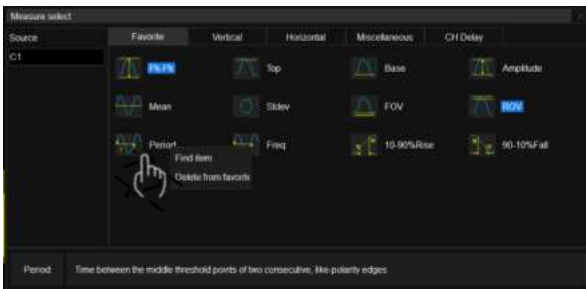 Measure select
Source
Favorite
Vertical
Horizontal
Miscellaneous
CH Delay
C1
Pk-Pk
Top
Base
Amplitude
Mean
Stdev
FOV
ROV
Period
Freq
10-90%Rise
90-10%Fall
Find item
Delete from favorite
Period
Time between the middle threshold points of two consecutive, like-polarity edges